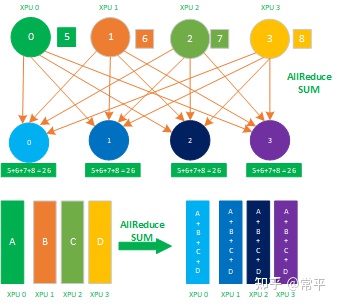 XPU 0 XPU 1 XPU 2 XPU 3
0 5 1 6 2 7 3 8
AllReduce
SUM
0 1 2 3
5+6+7+8 = 26 5+6+7+8 = 26 5+6+7+8 = 26 5+6+7+8 = 26
A B C D
AllReduce
SUM
A + B + C + D
A + B + C + D
A + B + C + D
A + B + C + D
XPU 0 XPU 1 XPU 2 XPU 3
XPU 0 XPU 1 XPU 2 XPU 3
知乎 @常平